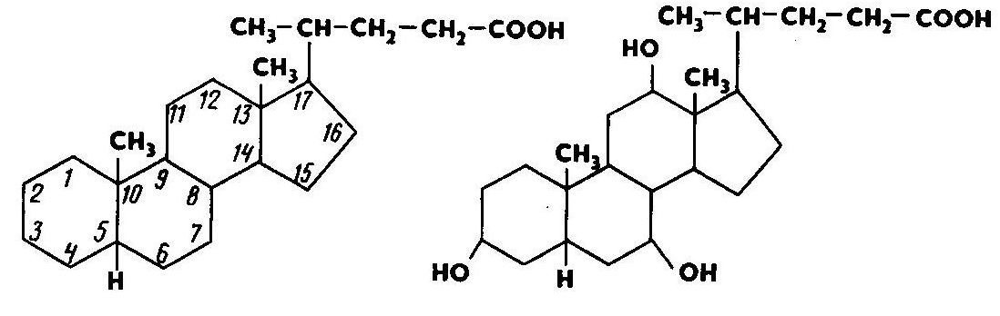 CH₃-CH-CH₂-CH₂-COOH
CH₃
12
17
11
13
16
CH₃
14
1
9
15
2
10
8
3
5
7
4
6
H
CH₃-CH-CH₂-CH₂-COOH
HO
CH₃
CH₃
HO
H
OH